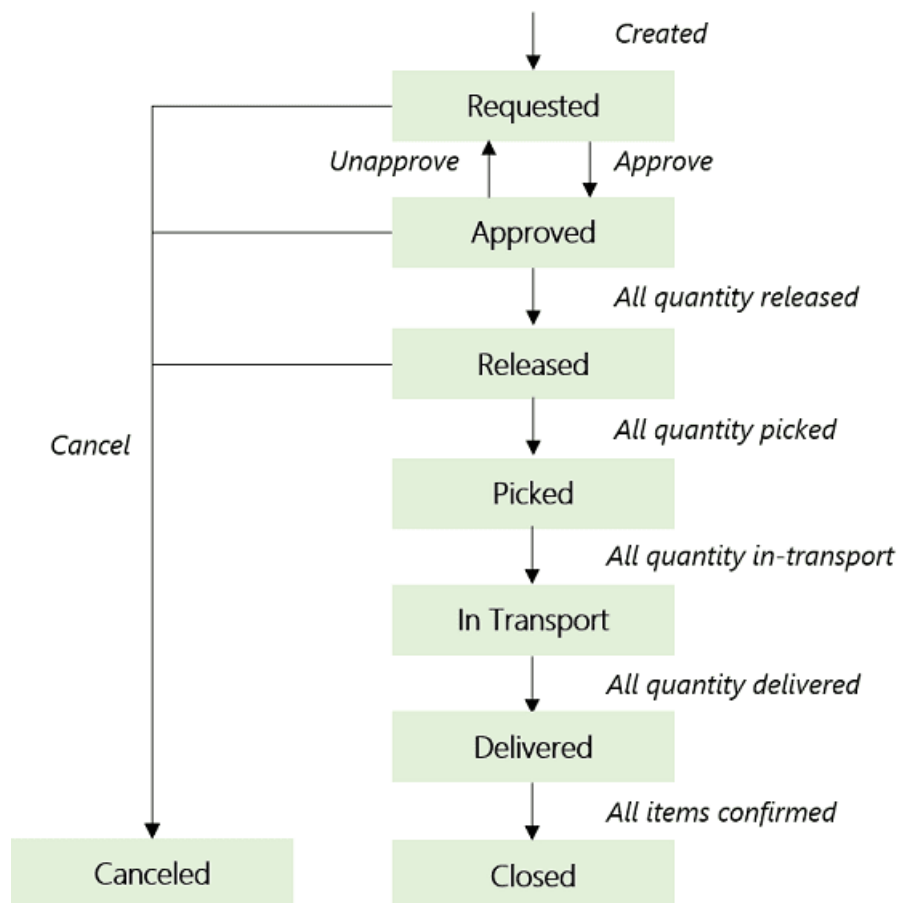 Created
Requested
Unapprove
Approve
Approved
All quantity released
Released
All quantity picked
Cancel
Picked
All quantity in-transport
In Transport
All quantity delivered
Delivered
All items confirmed
Canceled
Closed